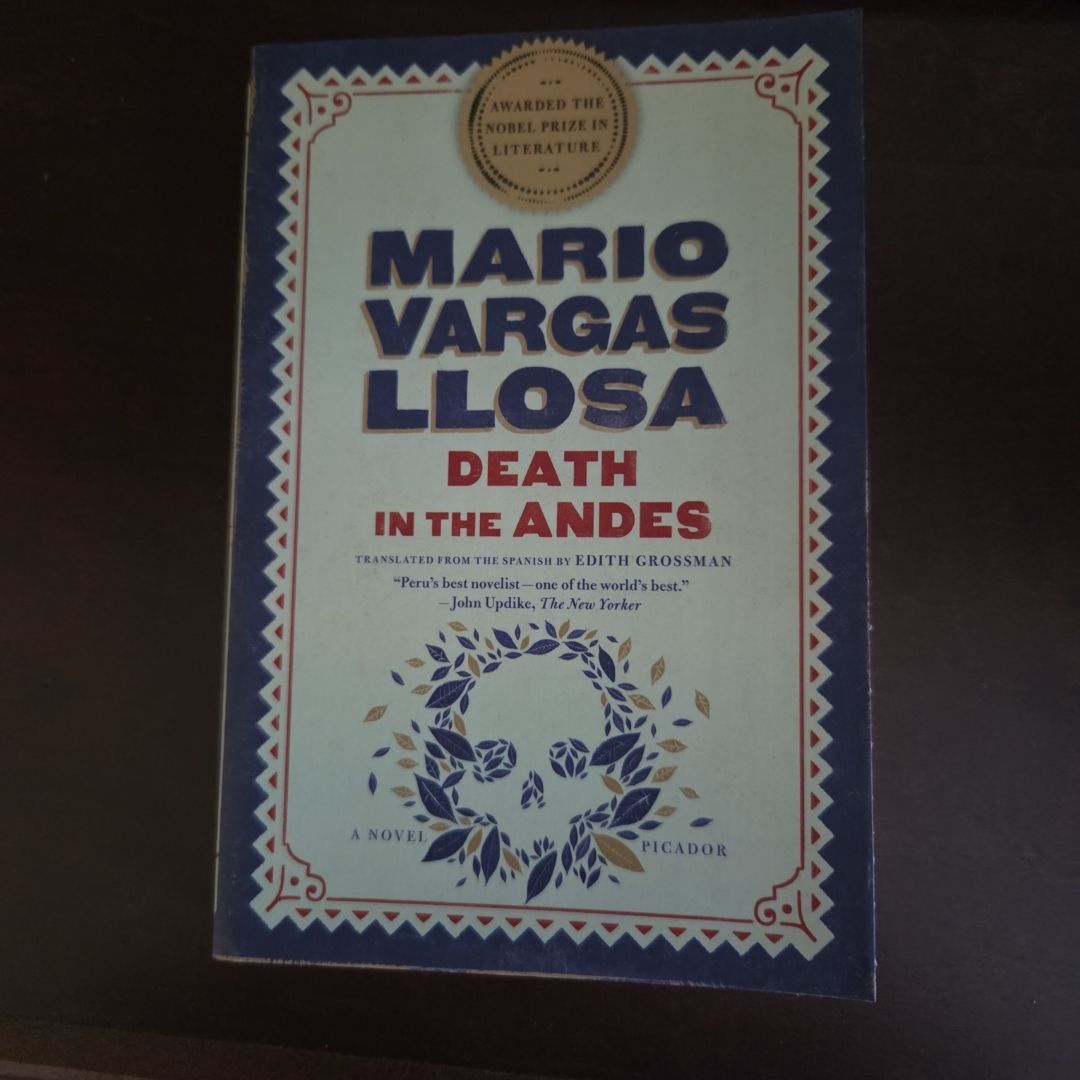 AWARDED THE
NOBEL PRIZE IN
LITERATURE
MARIO
VARGAS
LLOSA
DEATH
IN THE ANDES
TRANSLATED FROM THE SPANISH BY EDITH GROSSMAN
“Peru’s best novelist—one of the world’s best.”
—John Updike, The New Yorker
A NOVEL
PICADOR